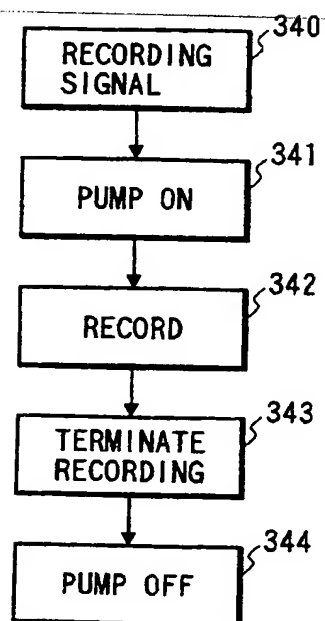 340
RECORDING
SIGNAL
341
PUMP ON
342
RECORD
343
TERMINATE
RECORDING
344
PUMP OFF